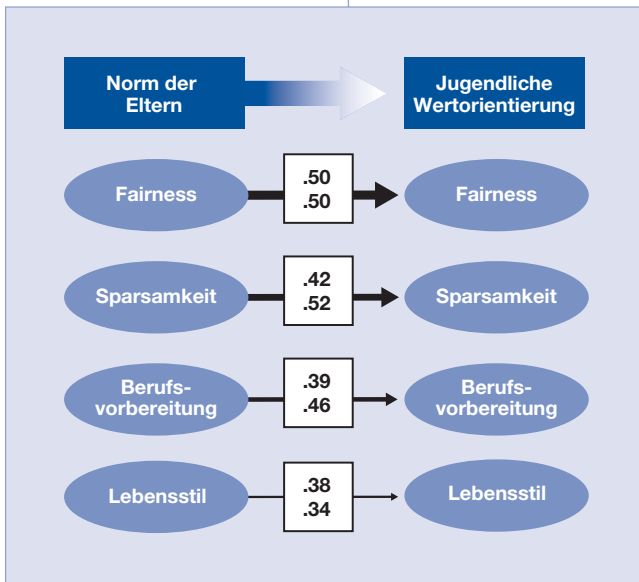 Norm der
Eltern
Jugendliche
Wertorientierung
Fairness
.50
.50
Fairness
Sparsamkeit
.42
.52
Sparsamkeit
Berufs-
vorbereitung
.39
.46
Berufs-
vorbereitung
Lebensstil
.38
.34
Lebensstil